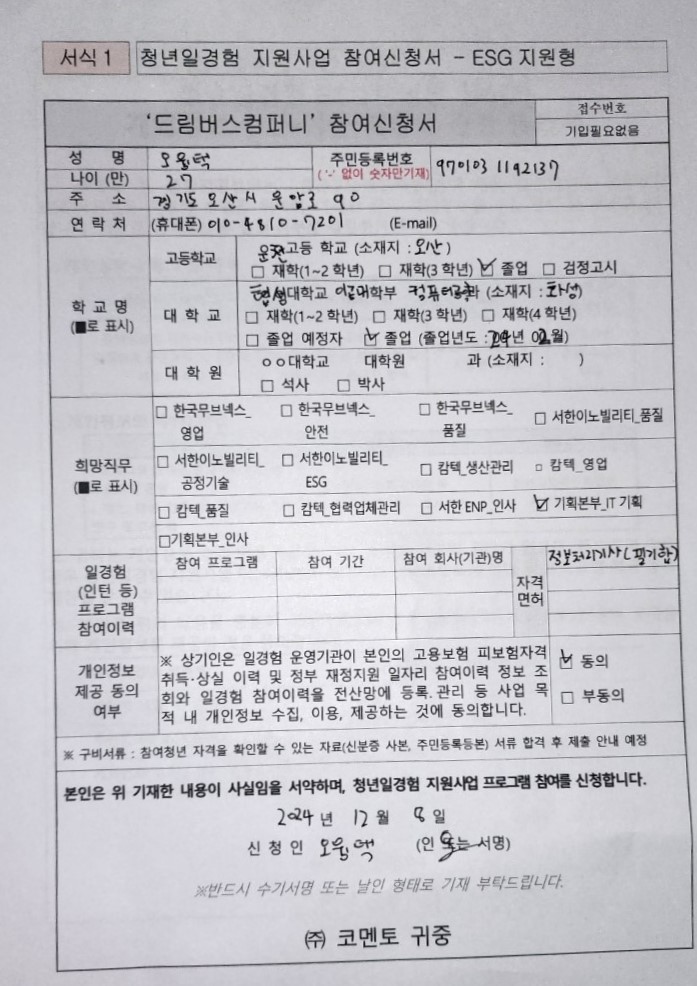 서식 1 청년일경험 지원사업 참여신청서 - ESG 지원형
'드림버스컴퍼니' 참여신청서
접수번호
기입필요없음
성 명
주민등록번호
( '-' 없이 숫자만기재)
970103 1192137
나이 (만) 27
주 소 경기도 오산시 운암로 90
연 락 처 (휴대폰) 010-4810-7201 (E-mail)
학 교 명
(■로 표시)
고등학교
고등 학교 (소재지 : 오산)
□ 재학(1~2 학년) □ 재학(3 학년) ☑ 졸업 □ 검정고시
대 학 교
대학교 이공대학부 컴퓨터공학과 (소재지 : 화성)
□ 재학(1~2 학년) □ 재학(3 학년) □ 재학(4 학년)
□ 졸업 예정자 ☑ 졸업 (졸업년도 : 24년 02월)
대 학 원
ㅇㅇ대학교 대학원 과 (소재지 : )
□ 석사 □ 박사
희망직무
(■로 표시)
□ 한국무브넥스_영업 □ 한국무브넥스_안전 □ 한국무브넥스_품질 □ 서한이노빌리티_품질
□ 서한이노빌리티_공정기술 □ 서한이노빌리티_ESG □ 캄텍_생산관리 □ 캄텍_영업
□ 캄텍_품질 □ 캄텍_협력업체관리 □ 서한 ENP_인사 ☑ 기획본부_IT 기획
□기획본부_인사
일경험
(인턴 등)
프로그램
참여이력
참여 프로그램 참여 기간 참여 회사(기관)명
자격
면허
정보처리기사(필기합)
개인정보
제공 동의
여부
※ 상기인은 일경험 운영기관이 본인의 고용보험 피보험자격
취득·상실 이력 및 정부 재정지원 일자리 참여이력 정보 조
회와 일경험 참여이력을 전산망에 등록.관리 등 사업 목
적 내 개인정보 수집, 이용, 제공하는 것에 동의합니다.
☑ 동의
□ 부동의
※ 구비서류 : 참여청년 자격을 확인할 수 있는 자료(신분증 사본, 주민등록등본) 서류 합격 후 제출 안내 예정
본인은 위 기재한 내용이 사실임을 서약하며, 청년일경험 지원사업 프로그램 참여를 신청합니다.
2024 년 12 월 8 일
신 청 인 (인 또는 서명)
※반드시 수기서명 또는 날인 형태로 기재 부탁드립니다.
㈜ 코멘토 귀중